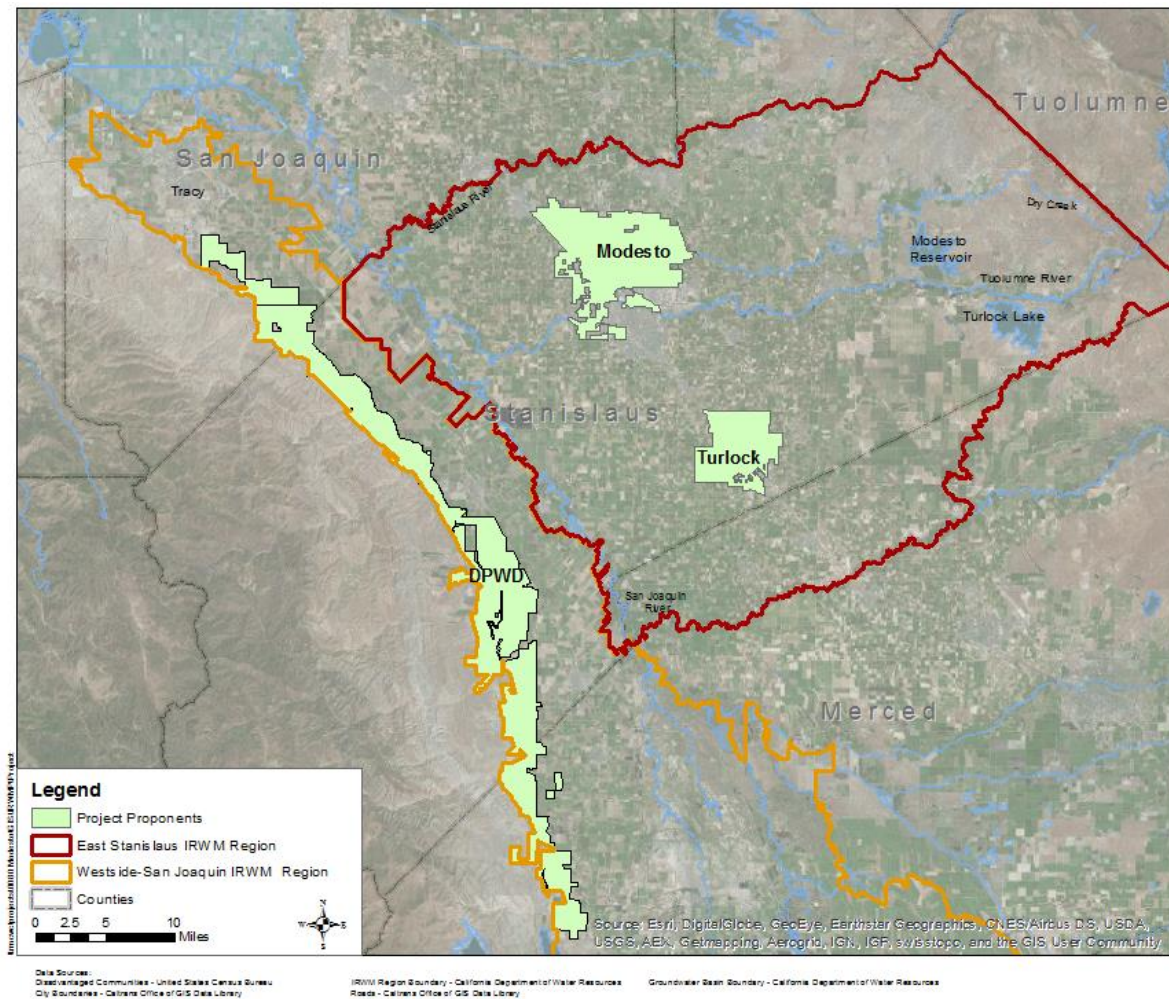 Tuolumne
San Joaquin
Tracy
Stanislaus River
Dry Creek
Modesto
Modesto
Reservoir
Tuolumne River
Turlock Lake
Stanislaus
Turlock
DPWD
San Joaquin
River
Merced
Legend
Project Proponents
East Stanislaus IRWM Region
Westside-San Joaquin IRWM Region
Counties
0 2.5 5 10
Miles
N
W E
S
Source: Esri, DigitalGlobe, GeoEye, Earthstar Geographics, CNES/Airbus DS, USDA,
USGS, AEX, Getmapping, Aerogrid, IGN, IGP, swisstopo, and the GIS User Community
Data Sources:
Disadvantaged Communities - United States Census Bureau
City Boundaries - Caltrans Office of GIS Data Library
IRWM Region Boundary - California Department of Water Resources
Roads - Caltrans Office of GIS Data Library
Groundwater Basin Boundary - California Department of Water Resources